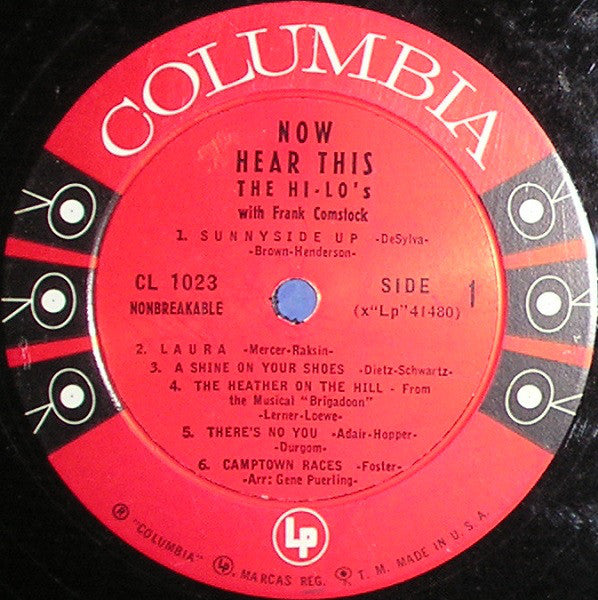 COLUMBIA
NOW
HEAR THIS
THE HI-LO's
with Frank Comstock
1. SUNNYSIDE UP -DeSylva-
Brown-Henderson-
CL 1023
NONBREAKABLE
SIDE 1
(x"Lp"41480)
2. LAURA -Mercer-Raksin-
3. A SHINE ON YOUR SHOES -Dietz-Schwartz-
4. THE HEATHER ON THE HILL - From
the Musical "Brigadoon"
-Lerner-Loewe-
5. THERE'S NO YOU -Adair-Hopper-
-Durgom-
6. CAMPTOWN RACES -Foster-
-Arr: Gene Puerling-
LP
® "COLUMBIA" LP, MARCAS REG. T. M. MADE IN U. S. A.